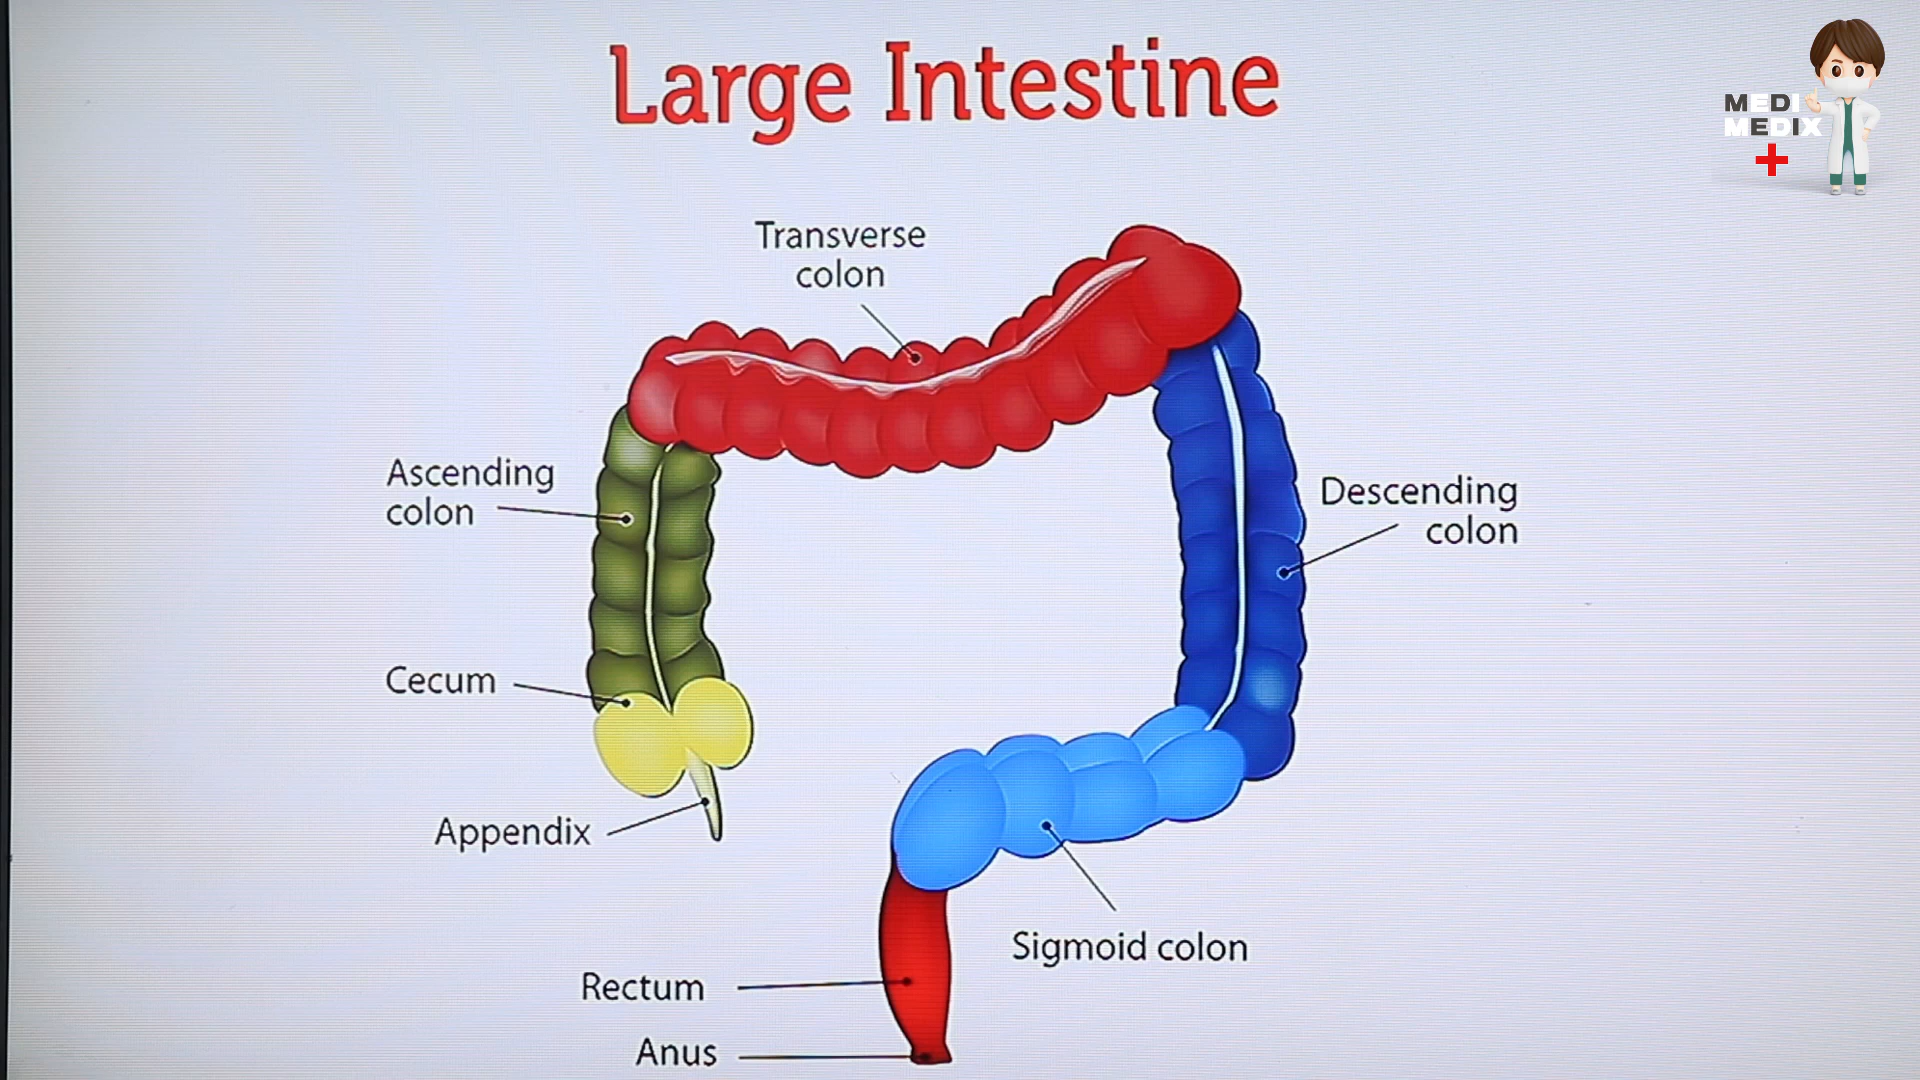 Large Intestine
MEDI
MEDIX
Transverse
colon
Ascending
colon
Descending
colon
Cecum
Appendix
Sigmoid colon
Rectum
Anus